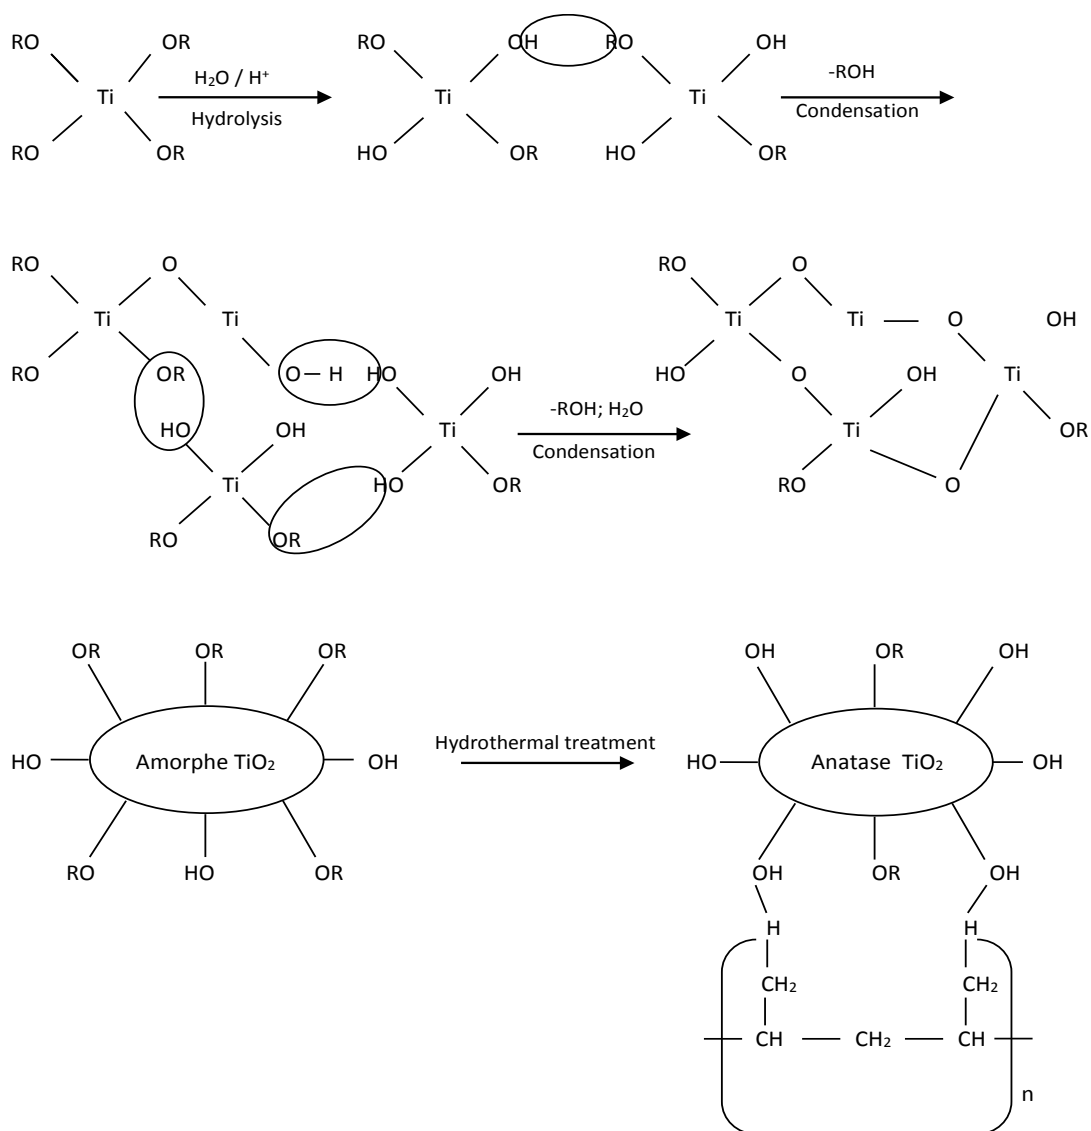 RO OR RO OH RO OH
H₂O / H⁺ -ROH
Ti Ti Ti
Hydrolysis Condensation
RO OR HO OR HO OR
RO O RO O
Ti Ti Ti Ti O OH
RO OR O H HO OH HO O OH Ti
-ROH; H₂O
HO OH Ti Ti OR
Condensation
Ti HO OR RO O
RO OR
OR OR OR OH OR OH
Hydrothermal treatment
HO Amorphe TiO₂ OH HO Anatase TiO₂ OH
RO HO OR OH OR OH
H H
CH₂ CH₂
CH CH₂ CH
n